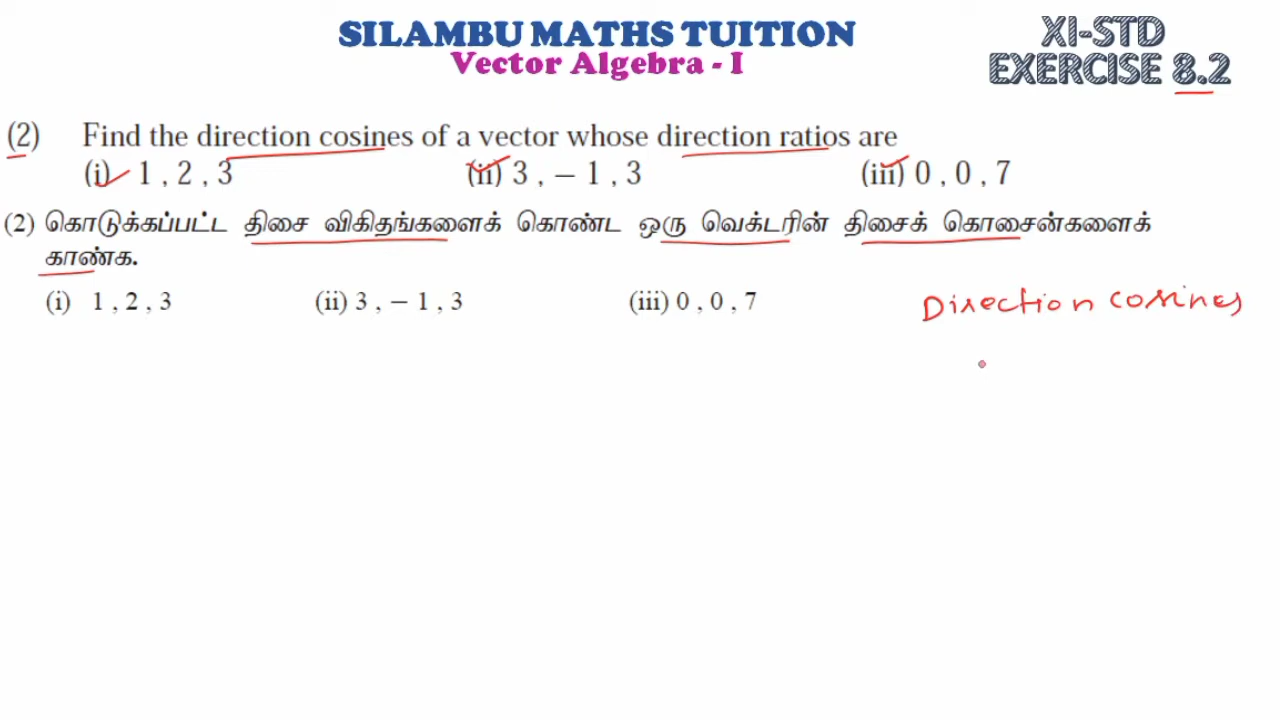 SILAMBU MATHS TUITION
Vector Algebra - I
XI-STD
EXERCISE 8.2
(2) Find the direction cosines of a vector whose direction ratios are
(i) 1 , 2 , 3 (ii) 3 , − 1 , 3 (iii) 0 , 0 , 7
(2) கொடுக்கப்பட்ட திசை விகிதங்களைக் கொண்ட ஒரு வெக்டரின் திசைக் கொசைன்களைக்
காண்க.
(i) 1 , 2 , 3 (ii) 3 , − 1 , 3 (iii) 0 , 0 , 7
Direction cosines